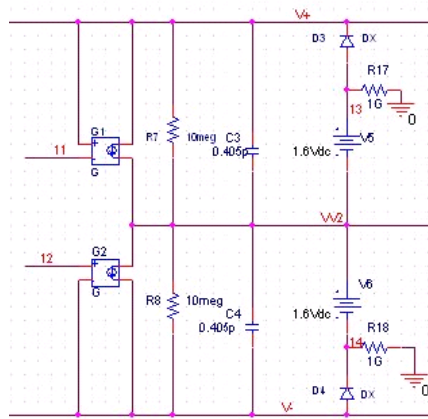 V+
D3 DX
R17
G1
13
1G
R7 10meg
C3
0.405p
V5
0
11
G
1.6Vdc
VV2
12
G2
V6
G
R8 10meg
1.6Vdc
R18
C4
0.405p
14
1G
D4 DX
0
V-